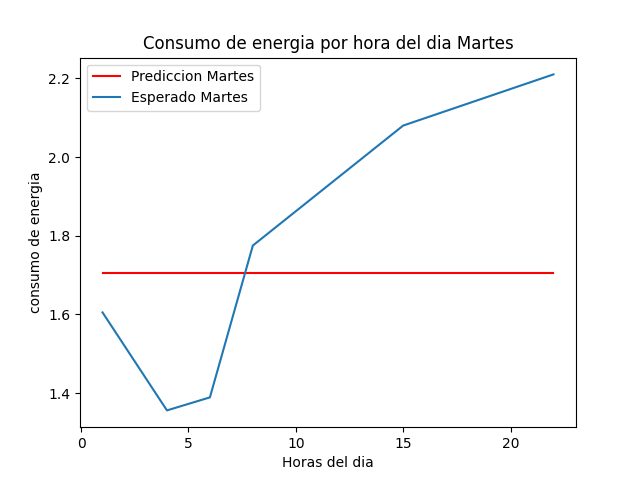 Consumo de energia por hora del dia Martes
Prediccion Martes
Esperado Martes
consumo de energia
2.2
2.0
1.8
1.6
1.4
0
5
10
15
20
Horas del dia